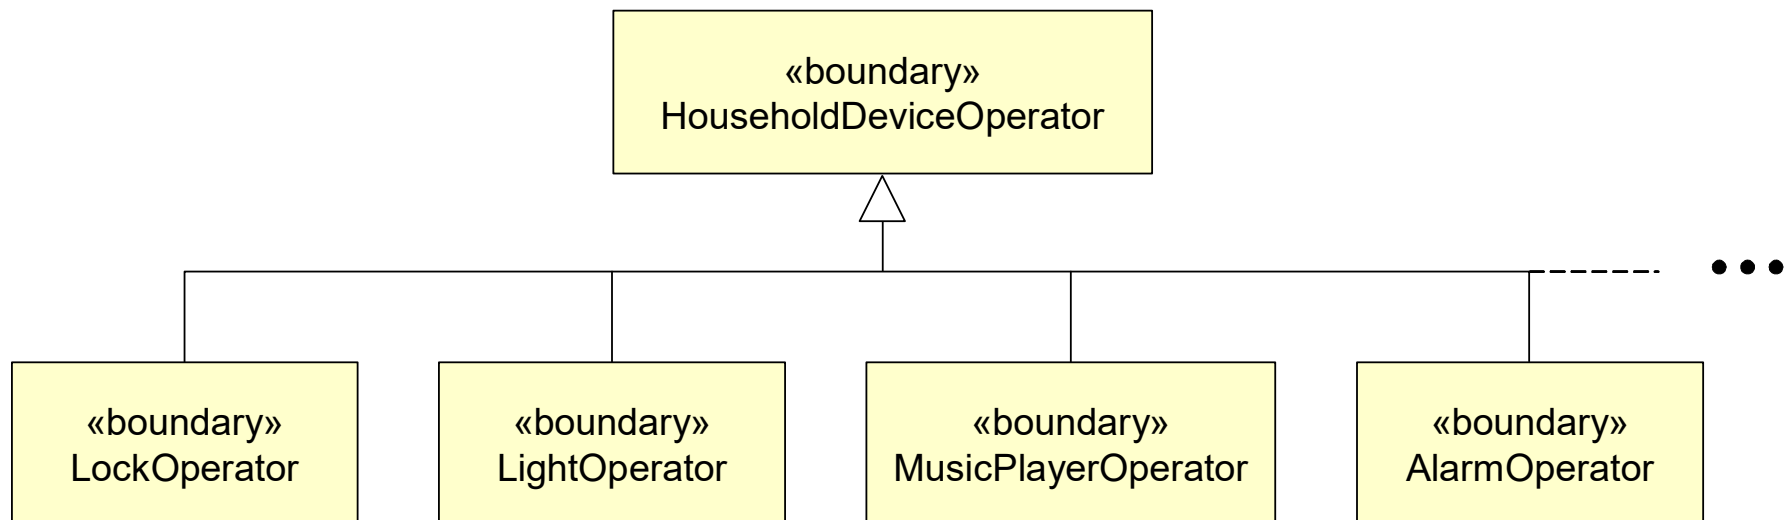 «boundary»
HouseholdDeviceOperator
«boundary»
LockOperator
«boundary»
LightOperator
«boundary»
MusicPlayerOperator
«boundary»
AlarmOperator